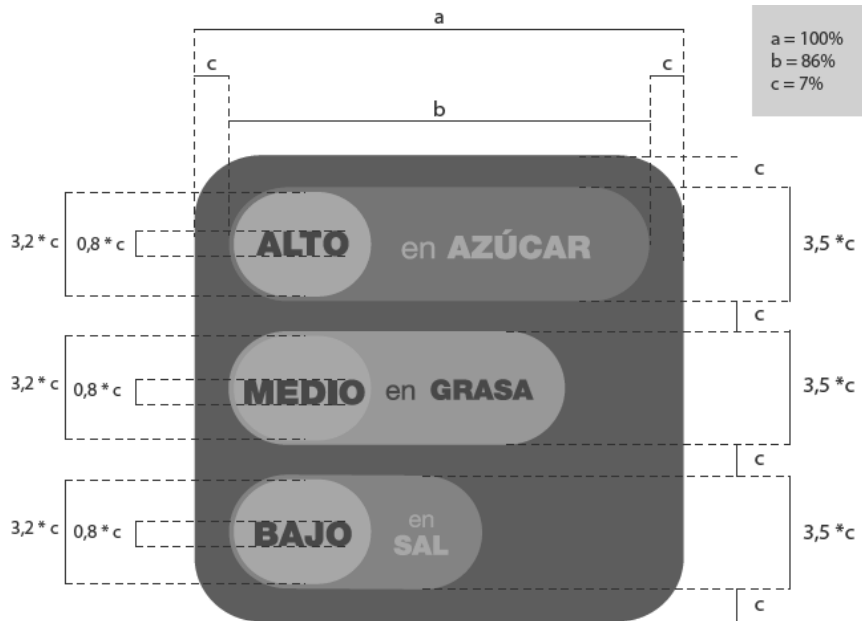 a
a = 100%
b = 86%
c = 7%
c
c
b
c
3,2 * c
0,8 * c
ALTO en AZÚCAR
3,5 *c
c
3,2 * c
0,8 * c
MEDIO en GRASA
3,5 *c
c
3,2 * c
0,8 * c
BAJO
en
SAL
3,5 *c
c